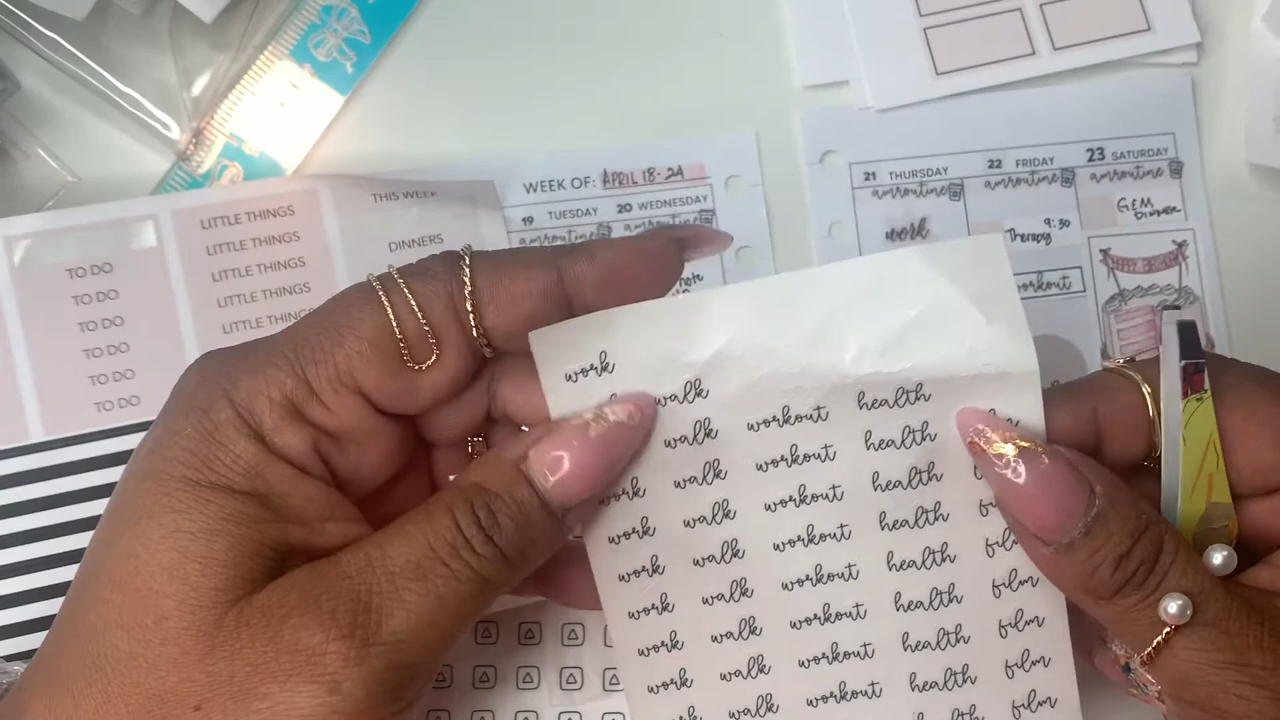 THIS WEEK
LITTLE THINGS
LITTLE THINGS
LITTLE THINGS
LITTLE THINGS
LITTLE THINGS
DINNERS
TO DO
TO DO
TO DO
TO DO
TO DO
TO DO
WEEK OF: APRIL 18-24
19 TUESDAY 20 WEDNESDAY
amroutine amroutine
21 THURSDAY 22 FRIDAY 23 SATURDAY
amroutine amroutine amroutine
work
9:30
Therapy
workout
GEM
DINNER
work
walk health
walk workout health
work walk workout health
work walk workout health
work walk workout health film
work walk workout health film
work walk workout health film
work walk workout health film
walk workout film